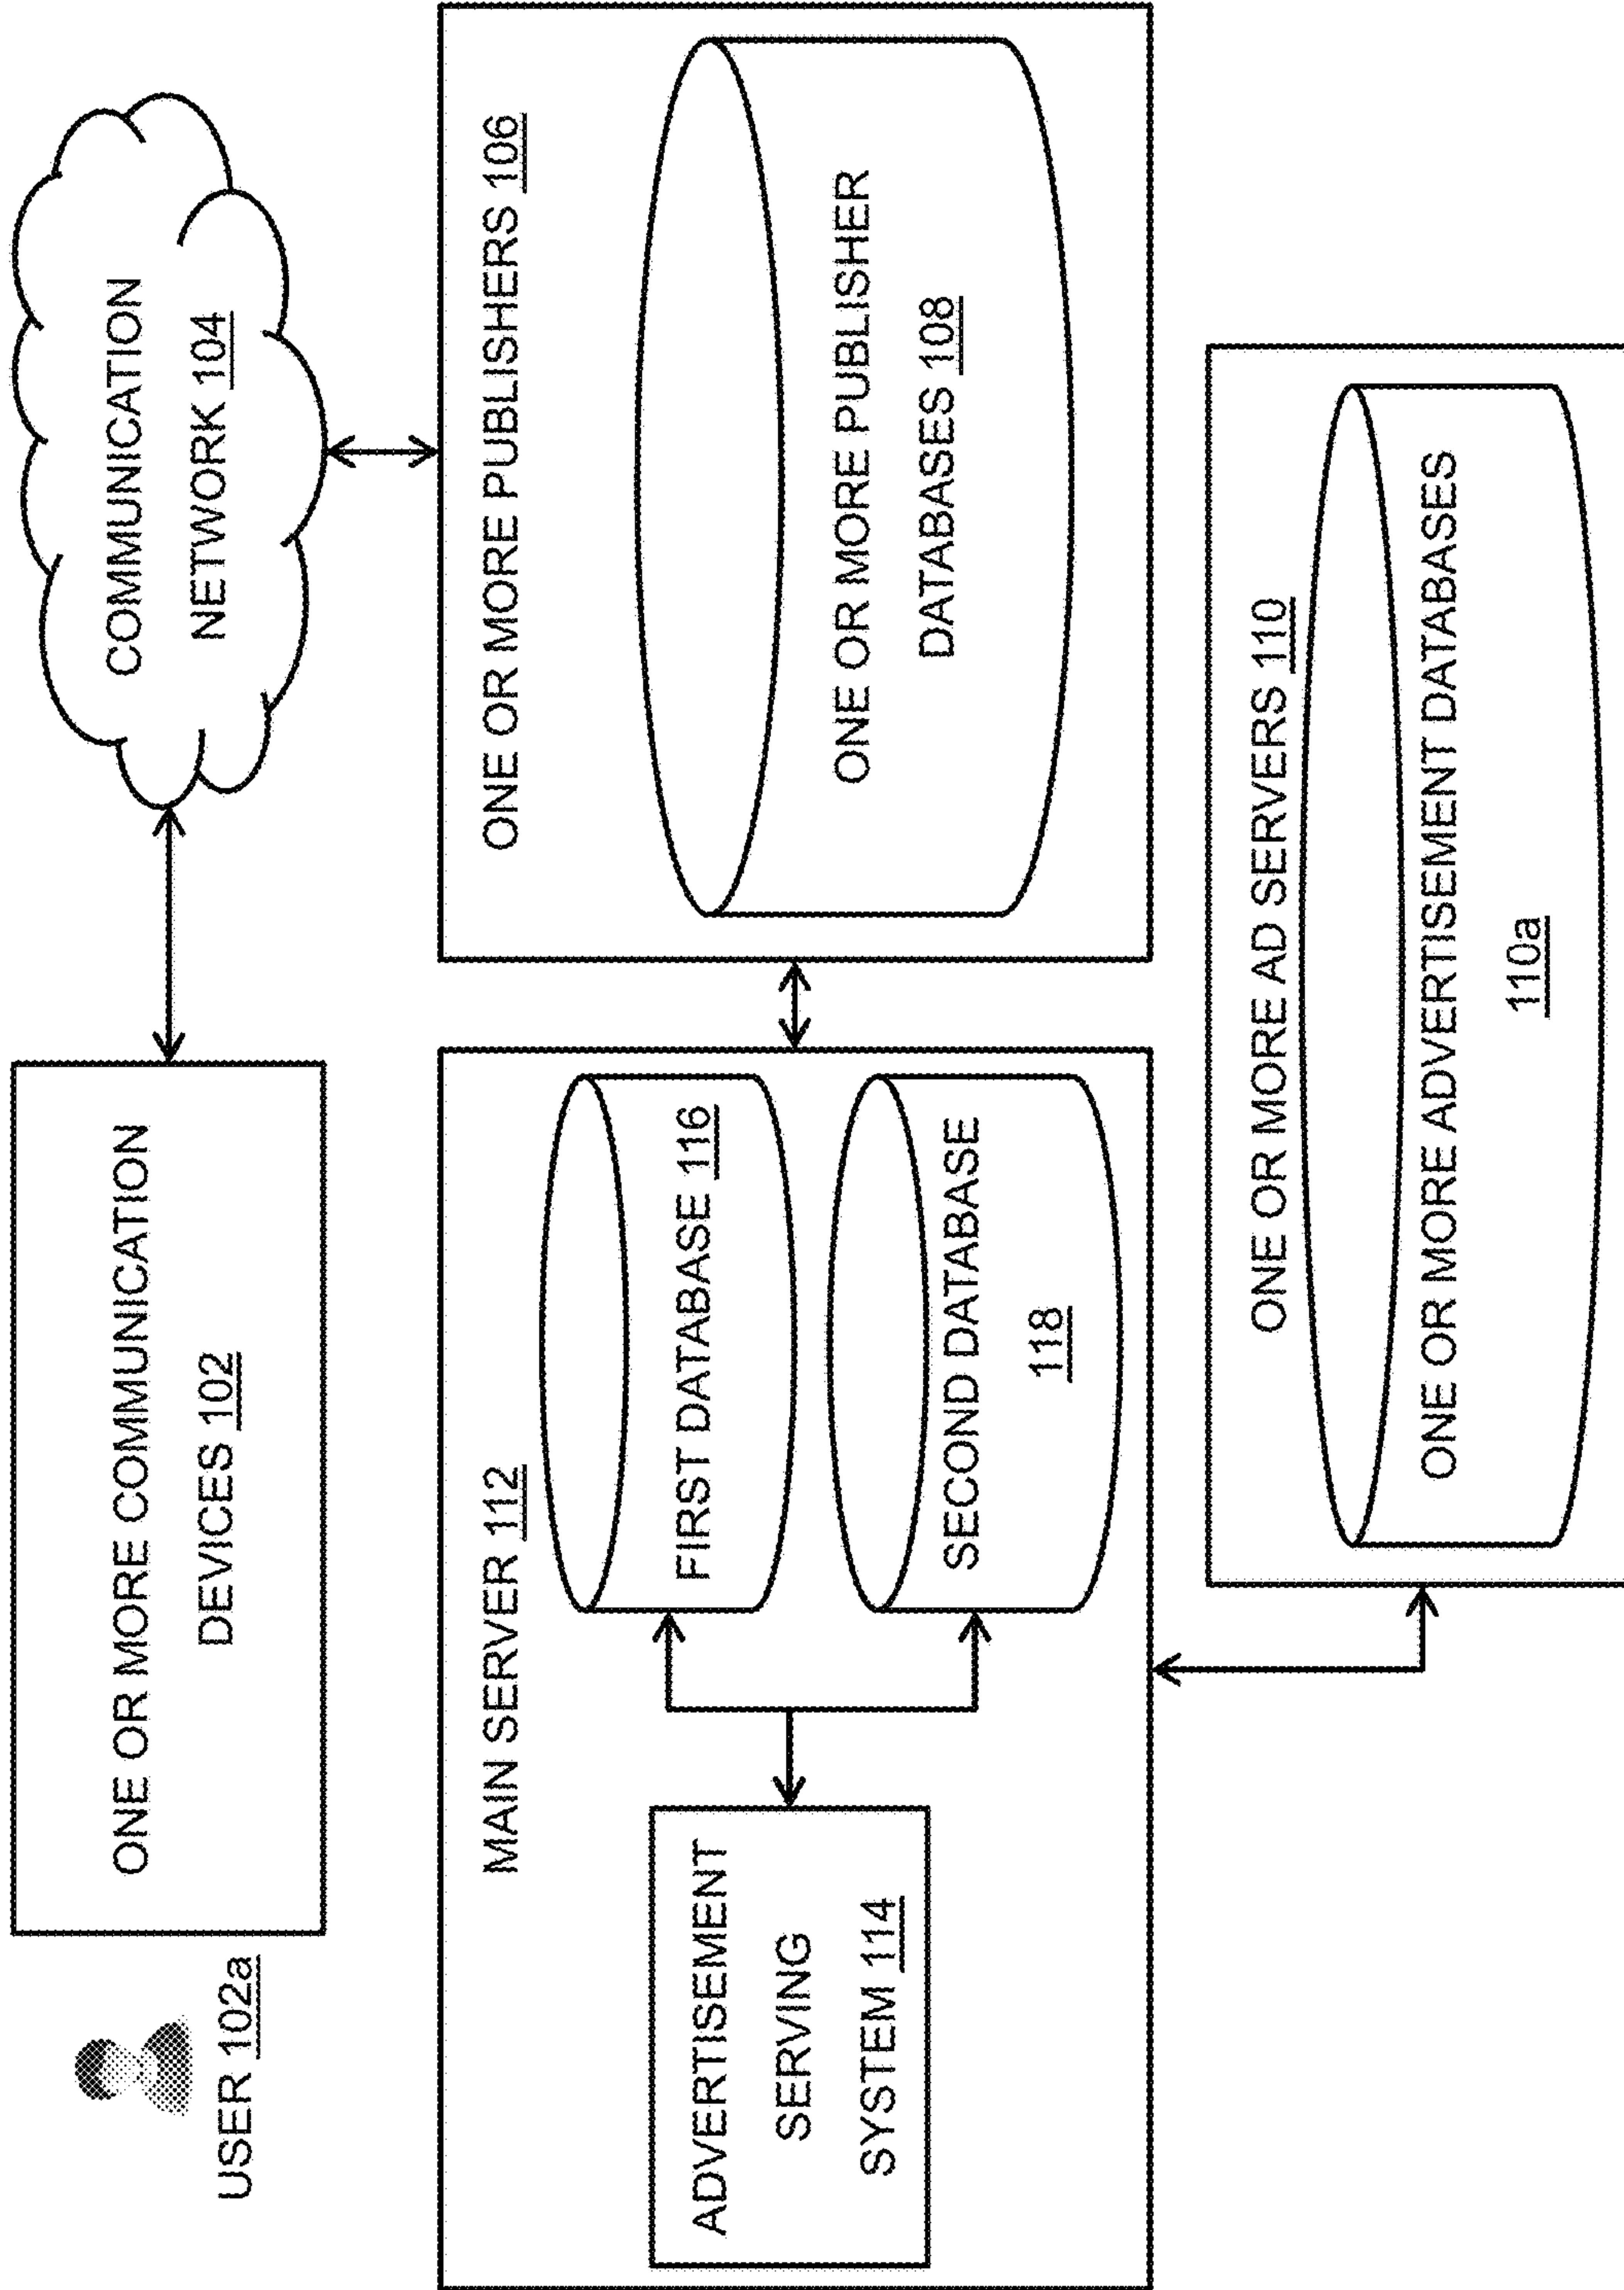 USER 102a
ONE OR MORE COMMUNICATION
DEVICES 102
COMMUNICATION
NETWORK 104
MAIN SERVER 112
ADVERTISEMENT
SERVING
SYSTEM 114
FIRST DATABASE 116
SECOND DATABASE
118
ONE OR MORE PUBLISHERS 106
ONE OR MORE PUBLISHER
DATABASES 108
ONE OR MORE AD SERVERS 110
ONE OR MORE ADVERTISEMENT DATABASES
110a